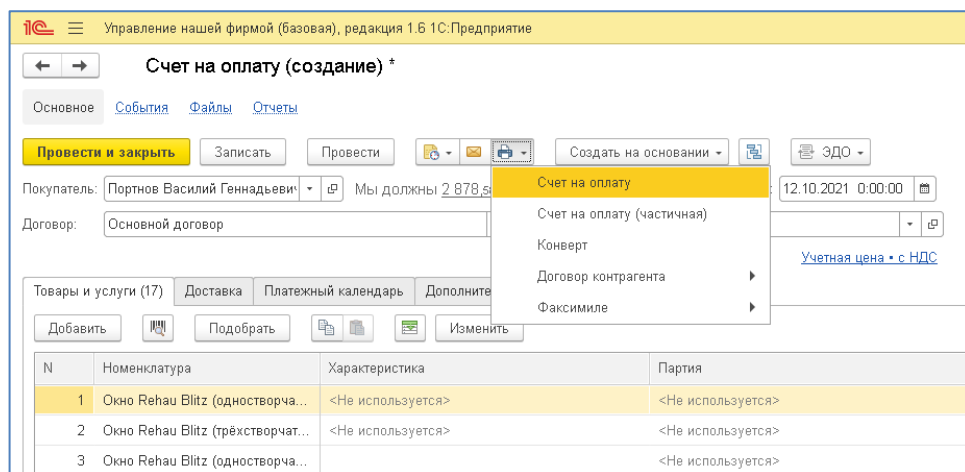 1С Управление нашей фирмой (базовая), редакция 1.6 1С:Предприятие
Счет на оплату (создание) *
Основное События Файлы Отчеты
Провести и закрыть Записать Провести Создать на основании ЭДО
Покупатель: Портнов Василий Геннадьевич Мы должны 2 878,58 : 12.10.2021 0:00:00
Счет на оплату
Счет на оплату (частичная)
Конверт
Договор контрагента
Факсимиле
Договор: Основной договор
Учетная цена • с НДС
Товары и услуги (17) Доставка Платежный календарь Дополните
Добавить Подобрать Изменить
N Номенклатура Характеристика Партия
1 Окно Rehau Blitz (одностворча... <Не используется> <Не используется>
2 Окно Rehau Blitz (трёхстворчат... <Не используется> <Не используется>
3 Окно Rehau Blitz (одностворча... <Не используется>